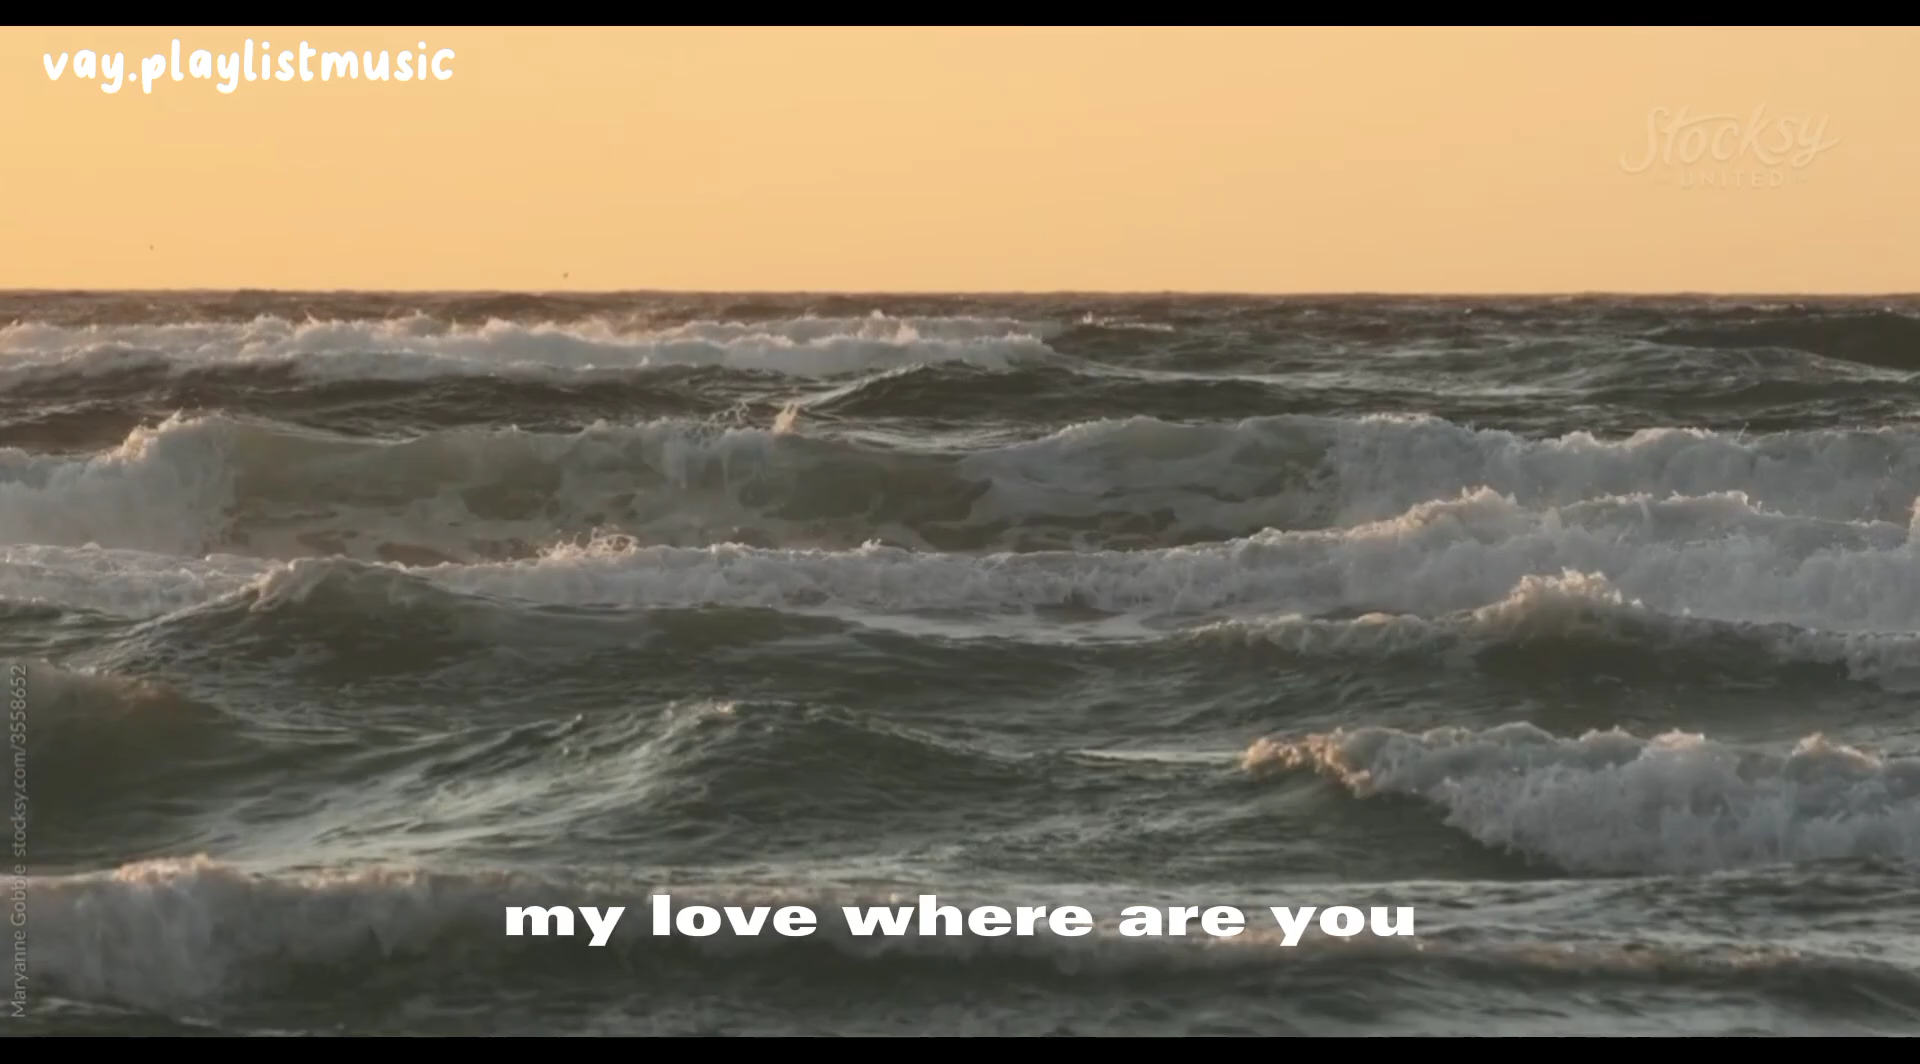 vay.playlistmusic
Stocksy
UNITED
Maryanne Gobble stocksy.com/3558652
my love where are you